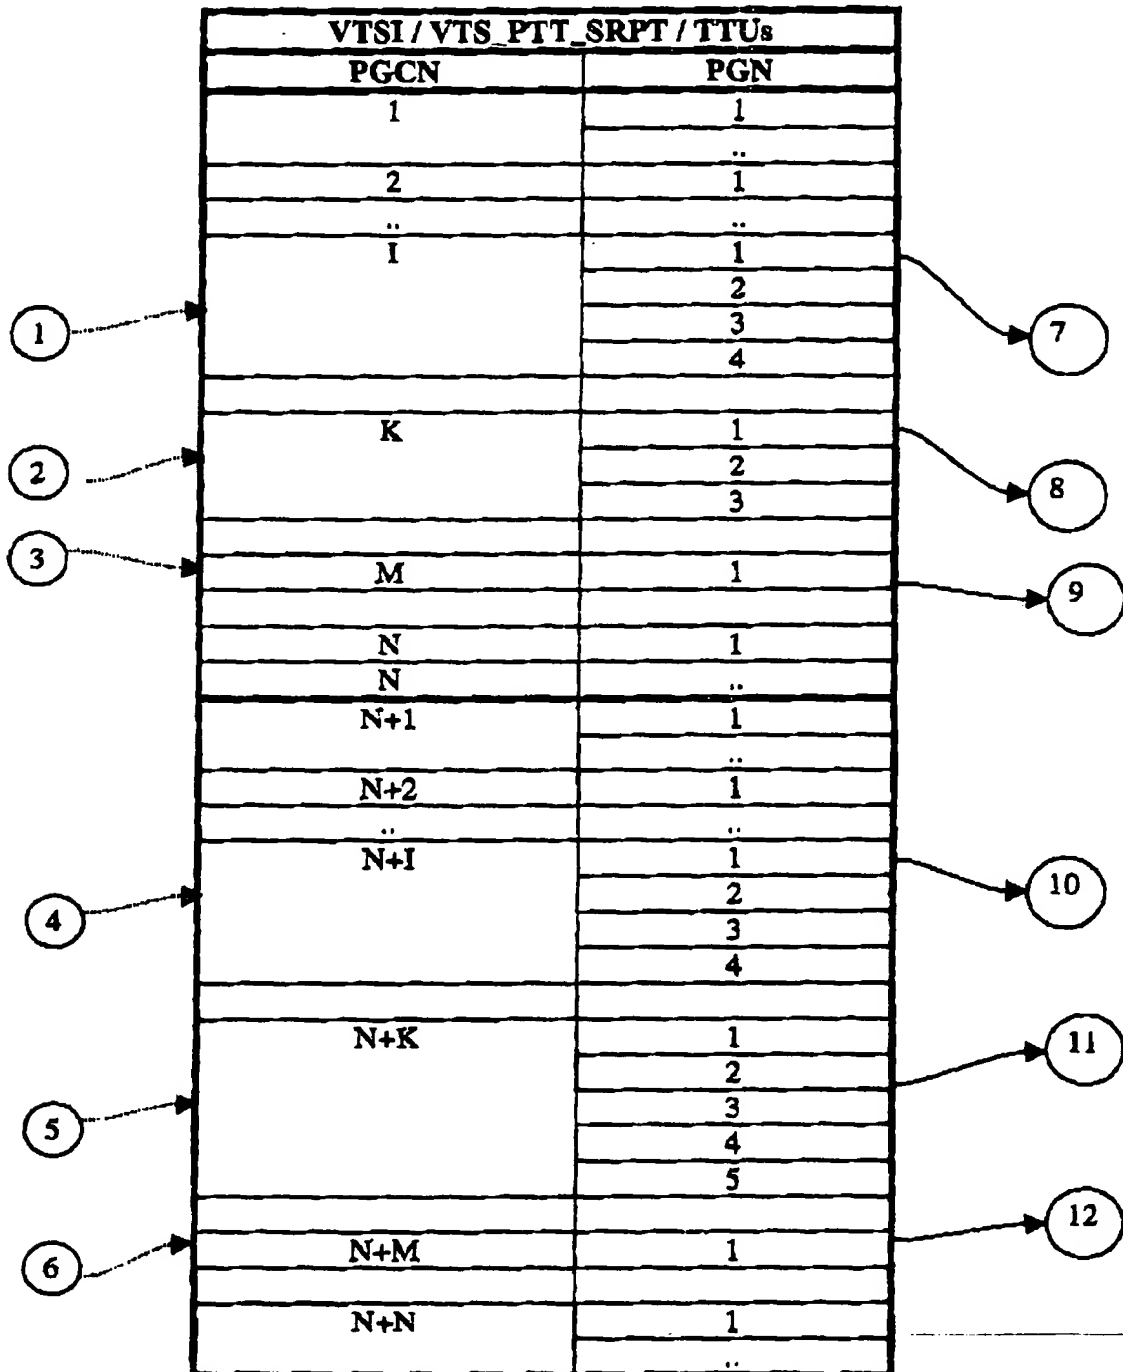 VTSI / VTS_PTT_SRPT / TTUs
PGCN PGN
1 1
..
2 1
.. ..
I 1
2
3
4
K 1
2
3
M 1
N 1
N ..
N+1 1
..
N+2 1
.. ..
N+I 1
2
3
4
N+K 1
2
3
4
5
N+M 1
N+N 1
..
1
2
3
4
5
6
7
8
9
10
11
12